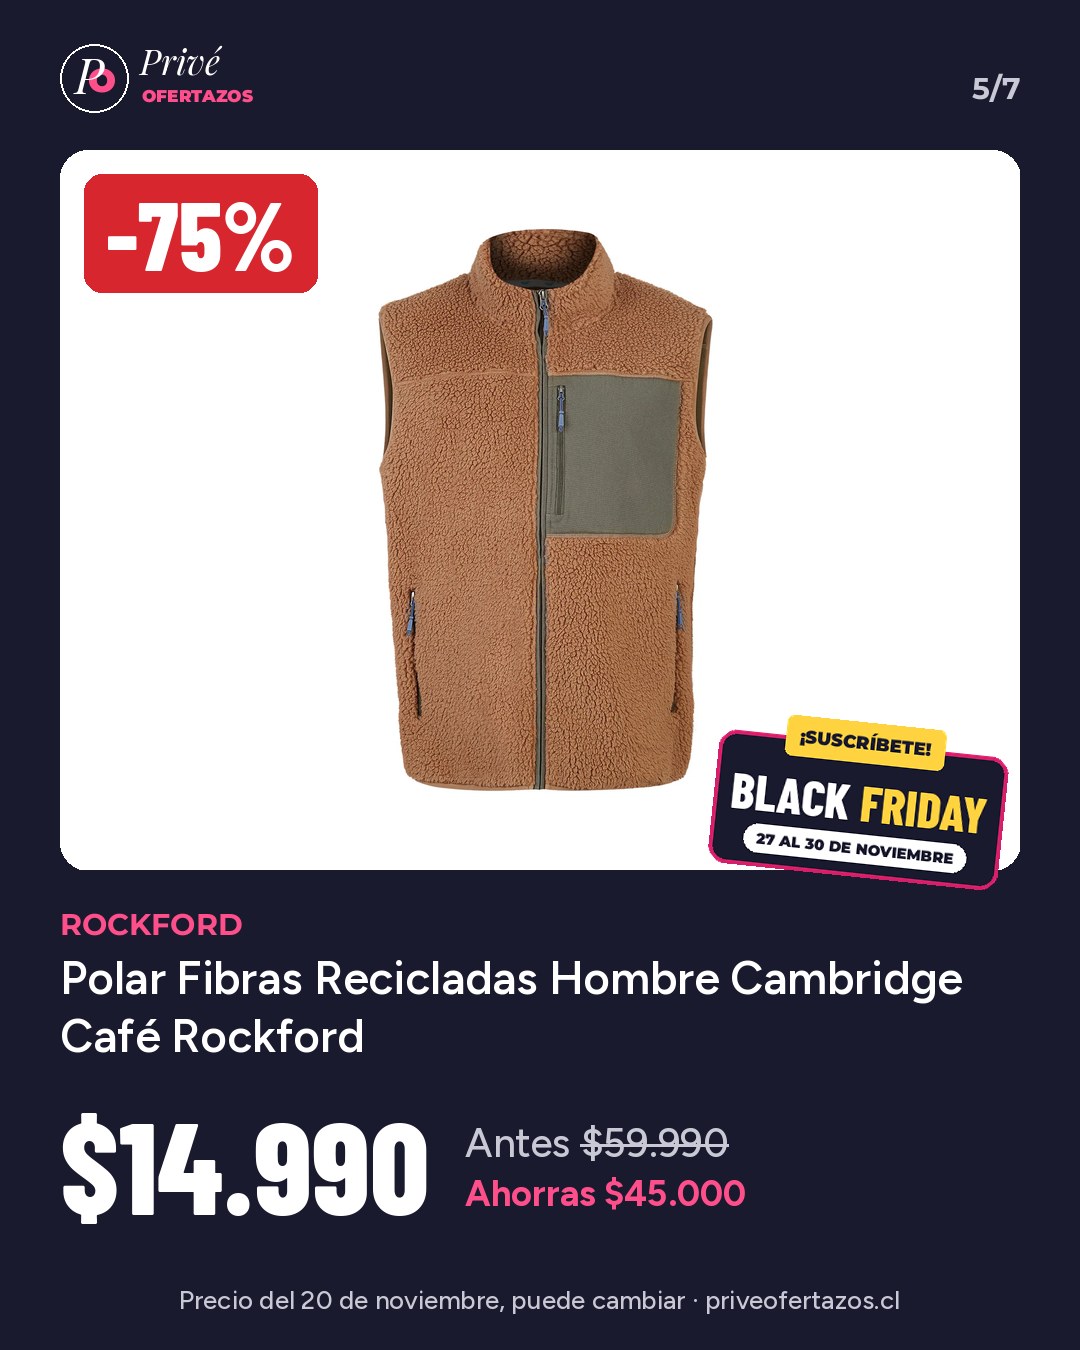 Privé
OFERTAZOS
5/7
-75%
¡SUSCRÍBETE!
BLACK FRIDAY
27 AL 30 DE NOVIEMBRE
ROCKFORD
Polar Fibras Recicladas Hombre Cambridge
Café Rockford
$14.990
Antes $59.990
Ahorras $45.000
Precio del 20 de noviembre, puede cambiar · priveofertazos.cl